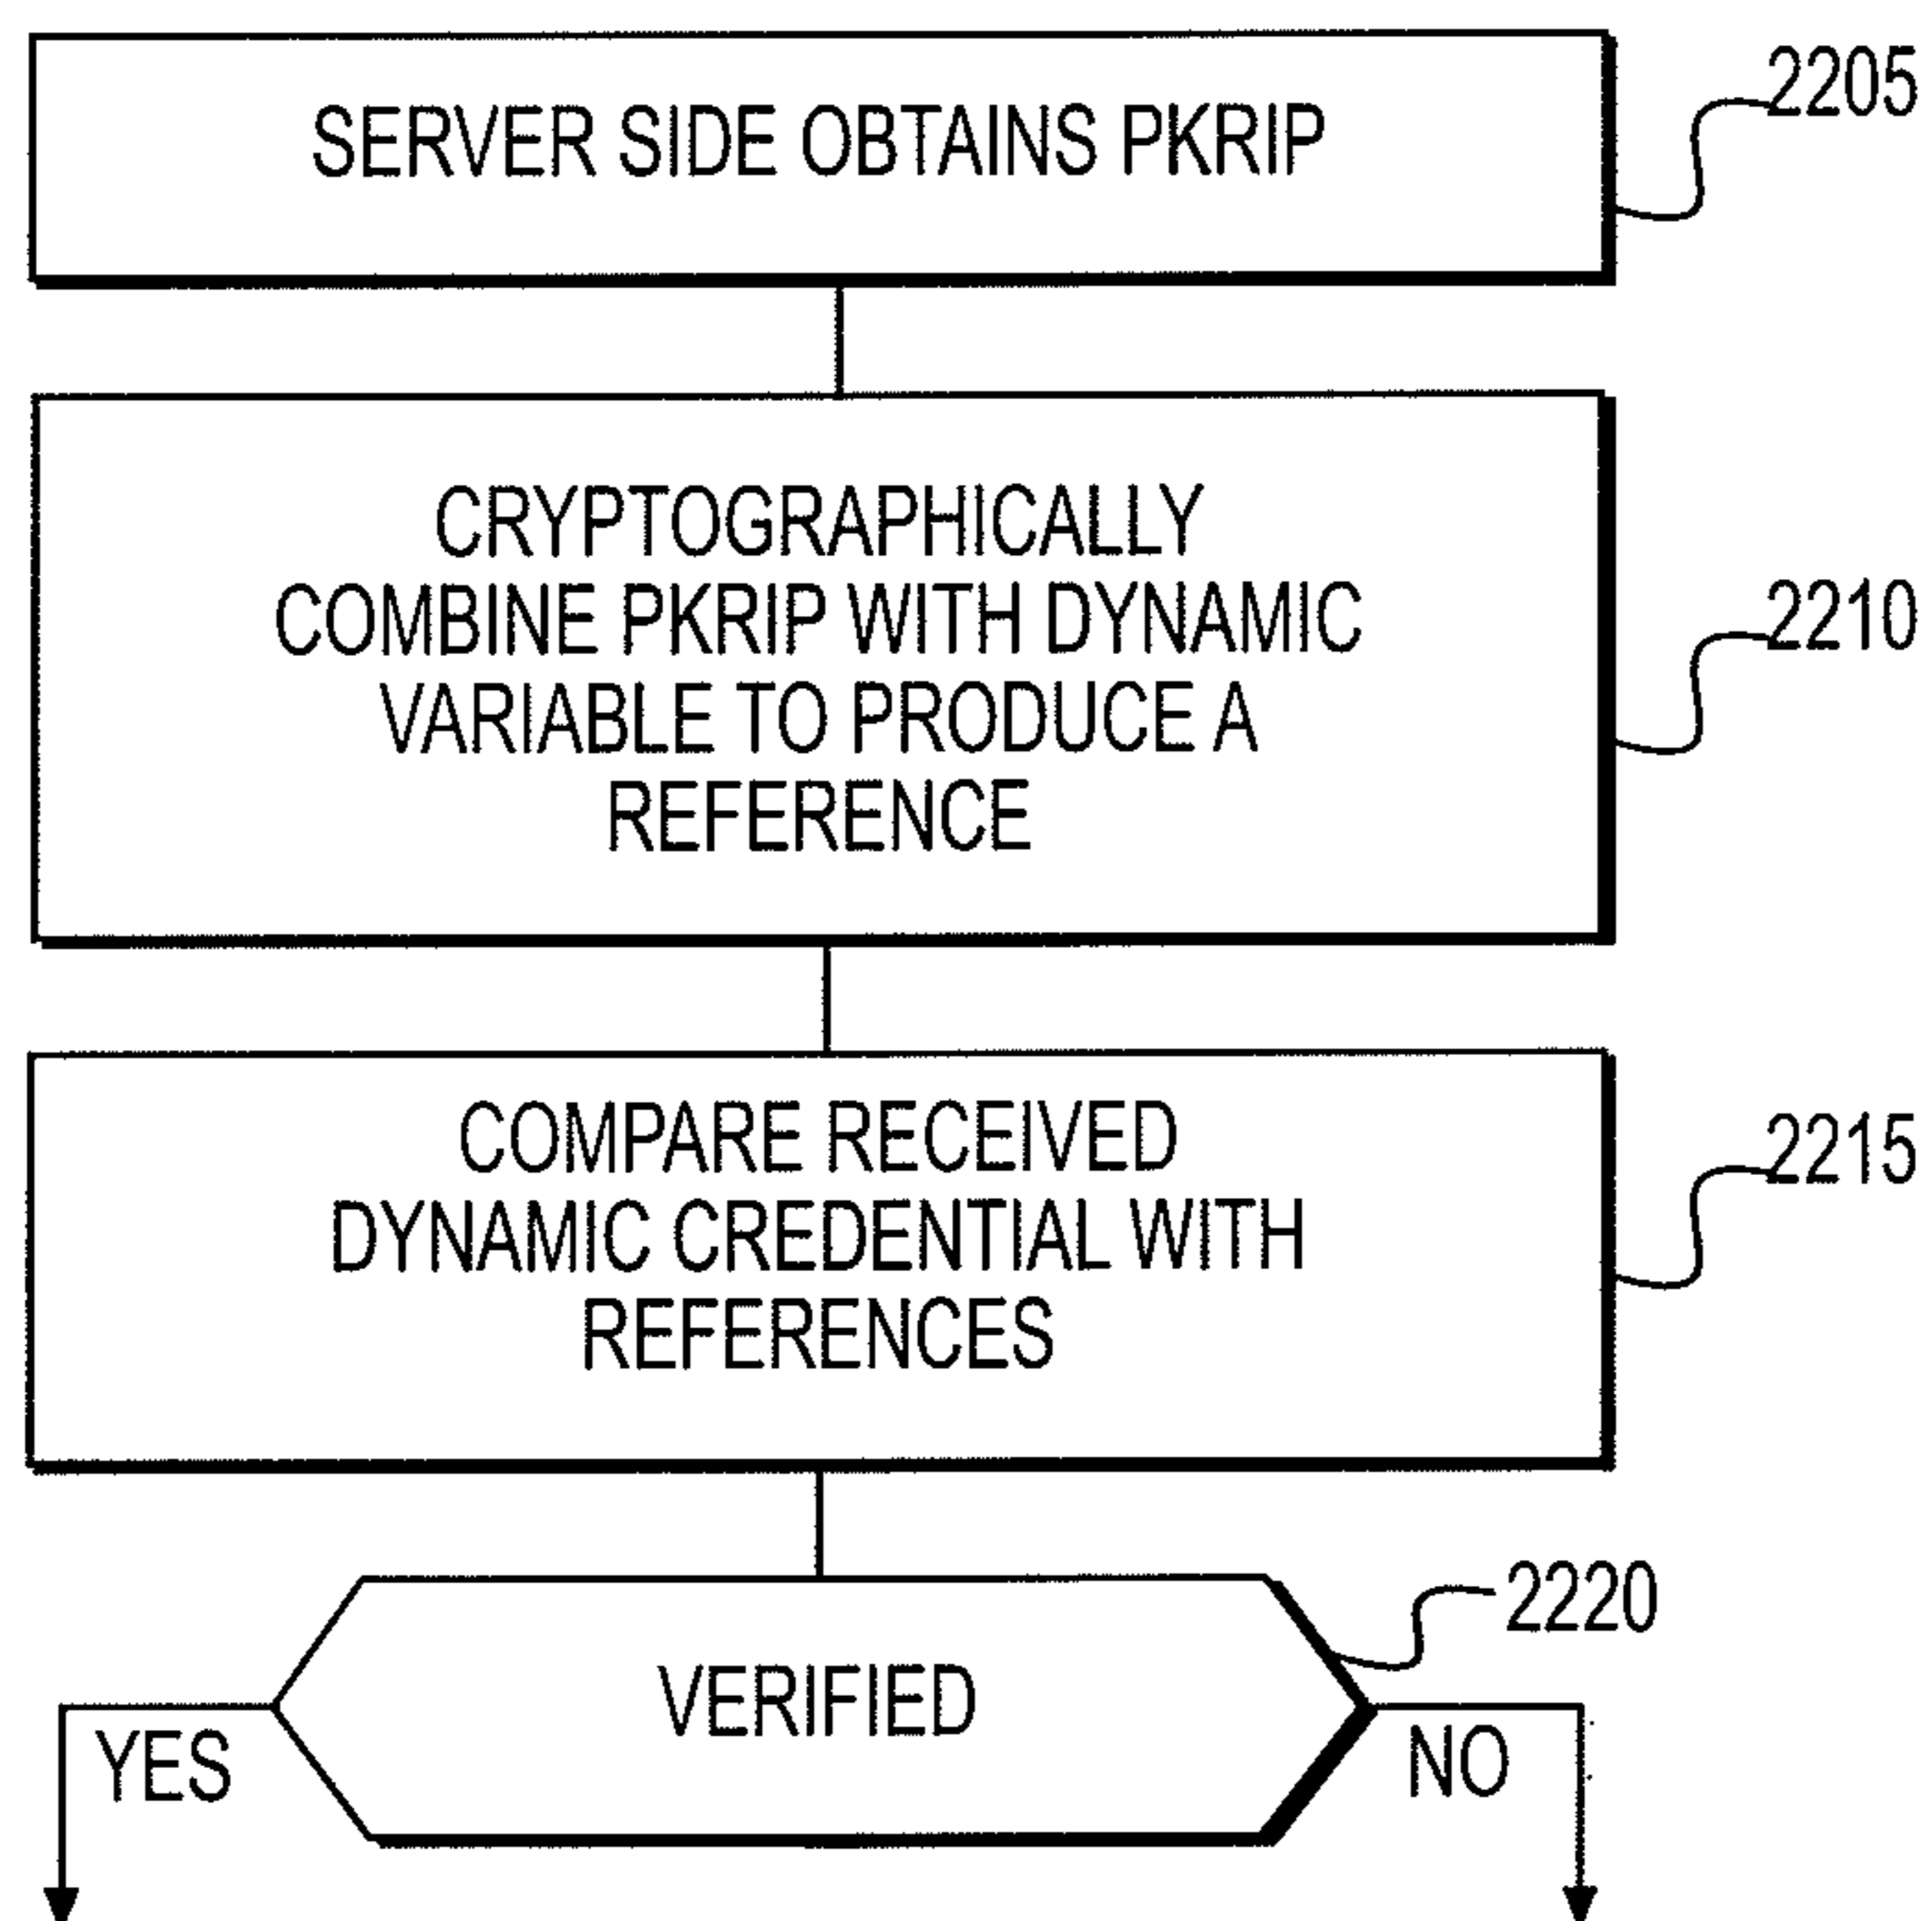 SERVER SIDE OBTAINS PKRIP
2205
CRYPTOGRAPHICALLY
COMBINE PKRIP WITH DYNAMIC
VARIABLE TO PRODUCE A
REFERENCE
2210
COMPARE RECEIVED
DYNAMIC CREDENTIAL WITH
REFERENCES
2215
VERIFIED
2220
YES
NO